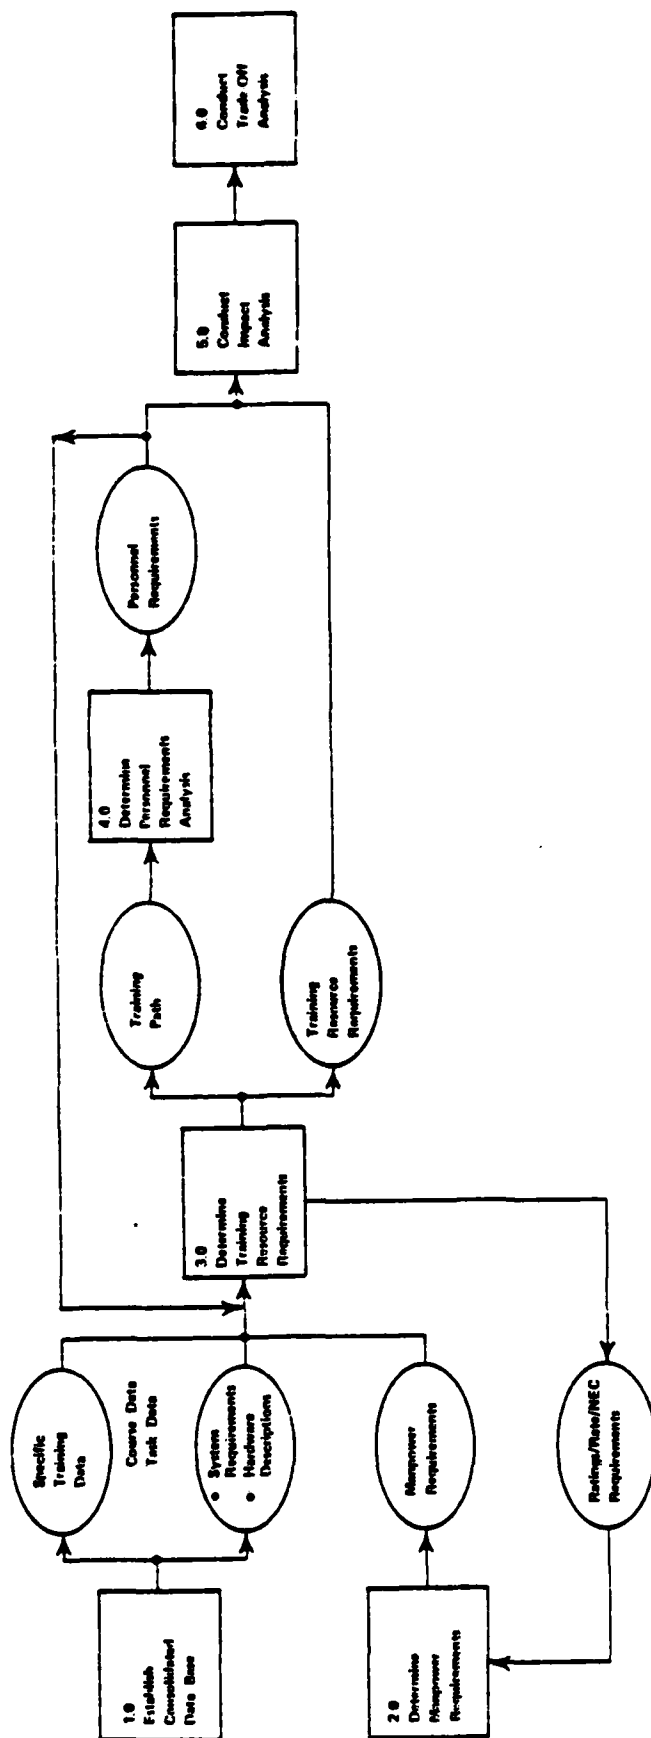 1.0
Establish
Consolidated
Data Base
Specific
Training
Data
Course Data
Task Data
• System
Requirements
• Hardware
Descriptions
2.0
Determine
Manpower
Requirements
Manpower
Requirements
Ratings/Rate/NEC
Requirements
3.0
Determine
Training
Resource
Requirements
Training
Path
Training
Resource
Requirements
4.0
Determine
Personnel
Requirements
Analysis
Personnel
Requirements
5.0
Conduct
Impact
Analysis
6.0
Conduct
Trade Off
Analysis